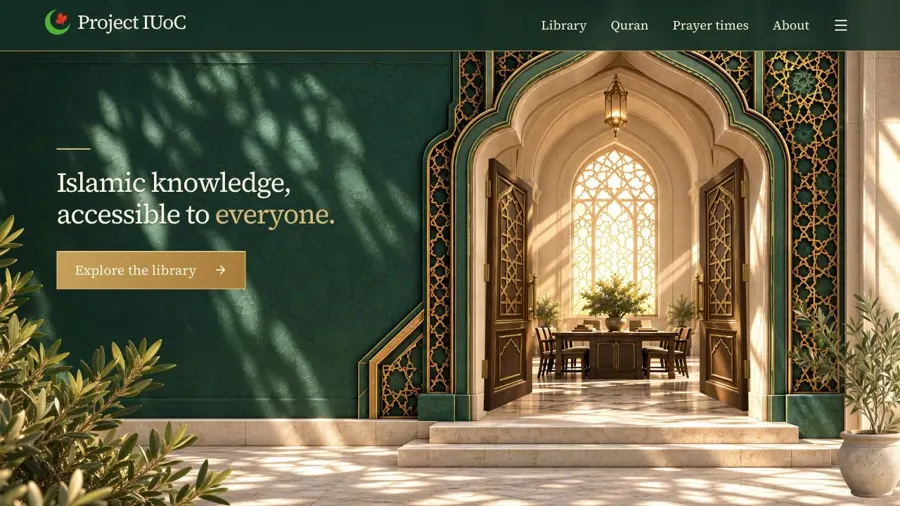 Project IUoC
Library
Quran
Prayer times
About
Islamic knowledge,
accessible to everyone.
Explore the library →